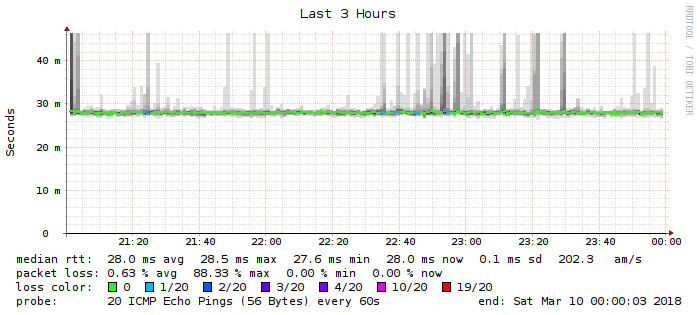 Last 3 Hours
RRDTOOL / TOBI OETIKER
Seconds
40 m
30 m
20 m
10 m
0
21:20 21:40 22:00 22:20 22:40 23:00 23:20 23:40 00:00
median rtt: 28.0 ms avg 28.5 ms max 27.6 ms min 28.0 ms now 0.1 ms sd 202.3 am/s
packet loss: 0.63 % avg 88.33 % max 0.00 % min 0.00 % now
loss color: 0 1/20 2/20 3/20 4/20 10/20 19/20
probe: 20 ICMP Echo Pings (56 Bytes) every 60s end: Sat Mar 10 00:00:03 2018